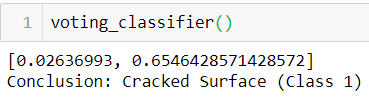 1 voting_classifier()
[0.02636993, 0.6546428571428572]
Conclusion: Cracked Surface (Class 1)